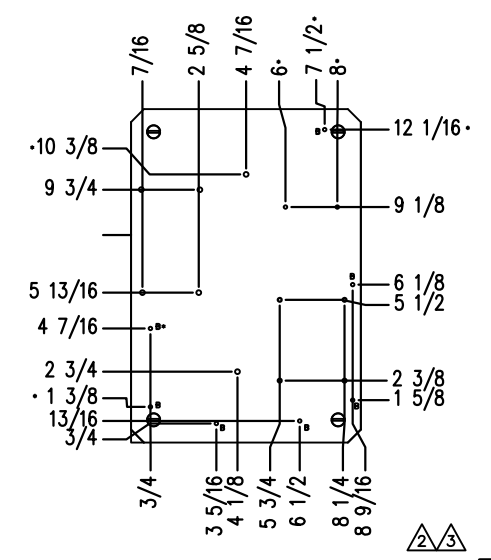 7/16
2 5/8
4 7/16
6•
7 1/2•
8•
B
12 1/16 •
•10 3/8
9 3/4
9 1/8
B
6 1/8
5 13/16
5 1/2
4 7/16
B•
2 3/4
2 3/8
• 1 3/8
B
1 5/8
B
13/16
B
B
3/4
3/4
3 5/16
4 1/8
5 3/4
6 1/2
8 1/4
8 9/16
2 3